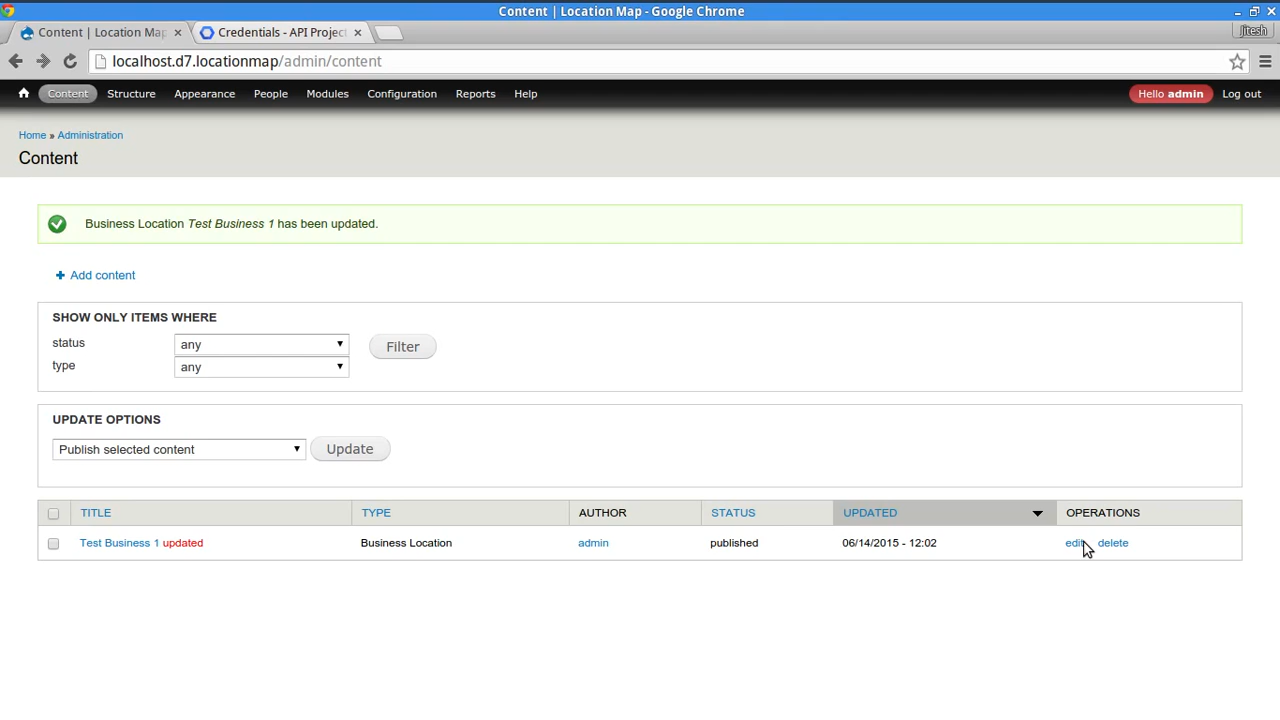 Content | Location Map - Google Chrome
Content | Location Map
Credentials - API Project
jitesh
localhost.d7.locationmap/admin/content
Content Structure Appearance People Modules Configuration Reports Help
Hello admin Log out
Home » Administration
Content
Business Location Test Business 1 has been updated.
Add content
SHOW ONLY ITEMS WHERE
status any
Filter
type any
UPDATE OPTIONS
Publish selected content Update
TITLE TYPE AUTHOR STATUS UPDATED OPERATIONS
Test Business 1 updated Business Location admin published 06/14/2015 - 12:02 edit delete